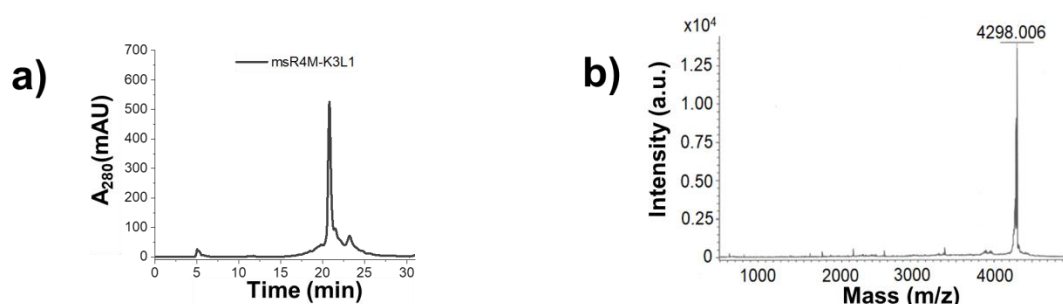 a)
msR4M-K3L1
700
600
500
400
300
200
100
0
A₂₈₀(mAU)
0 5 10 15 20 25 30
Time (min)
b)
x10⁴
4298.006
1.25
1.00
0.75
0.50
0.25
0
Intensity (a.u.)
1000 2000 3000 4000
Mass (m/z)